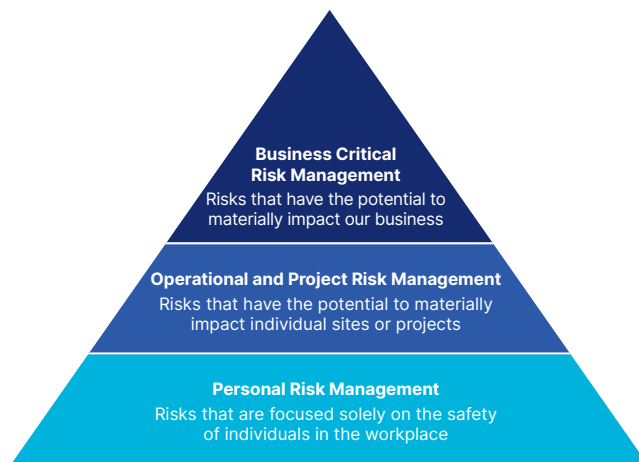 Business Critical
Risk Management
Risks that have the potential to
materially impact our business
Operational and Project Risk Management
Risks that have the potential to materially
impact individual sites or projects
Personal Risk Management
Risks that are focused solely on the safety
of individuals in the workplace